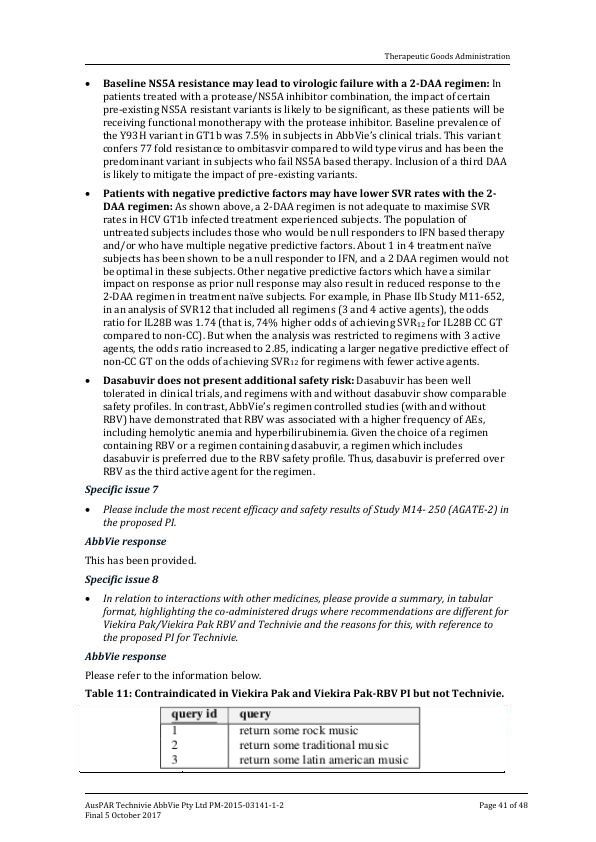 Therapeutic Goods Administration
• Baseline NS5A resistance may lead to virologic failure with a 2-DAA regimen: In
patients treated with a protease/NS5A inhibitor combination, the impact of certain
pre-existing NS5A resistant variants is likely to be significant, as these patients will be
receiving functional monotherapy with the protease inhibitor. Baseline prevalence of
the Y93H variant in GT1b was 7.5% in subjects in AbbVie's clinical trials. This variant
confers 77 fold resistance to ombitasvir compared to wild type virus and has been the
predominant variant in subjects who fail NS5A based therapy. Inclusion of a third DAA
is likely to mitigate the impact of pre-existing variants.
• Patients with negative predictive factors may have lower SVR rates with the 2-
DAA regimen: As shown above, a 2-DAA regimen is not adequate to maximise SVR
rates in HCV GT1b infected treatment experienced subjects. The population of
untreated subjects includes those who would be null responders to IFN based therapy
and/or who have multiple negative predictive factors. About 1 in 4 treatment naïve
subjects has been shown to be a null responder to IFN, and a 2 DAA regimen would not
be optimal in these subjects. Other negative predictive factors which have a similar
impact on response as prior null response may also result in reduced response to the
2-DAA regimen in treatment naïve subjects. For example, in Phase IIb Study M11-652,
in an analysis of SVR12 that included all regimens (3 and 4 active agents), the odds
ratio for IL28B was 1.74 (that is, 74% higher odds of achieving SVR12 for IL28B CC GT
compared to non-CC). But when the analysis was restricted to regimens with 3 active
agents, the odds ratio increased to 2.85, indicating a larger negative predictive effect of
non-CC GT on the odds of achieving SVR12 for regimens with fewer active agents.
• Dasabuvir does not present additional safety risk: Dasabuvir has been well
tolerated in clinical trials, and regimens with and without dasabuvir show comparable
safety profiles. In contrast, AbbVie's regimen controlled studies (with and without
RBV) have demonstrated that RBV was associated with a higher frequency of AEs,
including hemolytic anemia and hyperbilirubinemia. Given the choice of a regimen
containing RBV or a regimen containing dasabuvir, a regimen which includes
dasabuvir is preferred due to the RBV safety profile. Thus, dasabuvir is preferred over
RBV as the third active agent for the regimen.
Specific issue 7
• Please include the most recent efficacy and safety results of Study M14- 250 (AGATE-2) in
the proposed PI.
AbbVie response
This has been provided.
Specific issue 8
• In relation to interactions with other medicines, please provide a summary, in tabular
format, highlighting the co-administered drugs where recommendations are different for
Viekira Pak/Viekira Pak RBV and Technivie and the reasons for this, with reference to
the proposed PI for Technivie.
AbbVie response
Please refer to the information below.
Table 11: Contraindicated in Viekira Pak and Viekira Pak-RBV PI but not Technivie.
query id query
1 return some rock music
2 return some traditional music
3 return some latin american music
AusPAR Technivie AbbVie Pty Ltd PM-2015-03141-1-2 Page 41 of 48
Final 5 October 2017